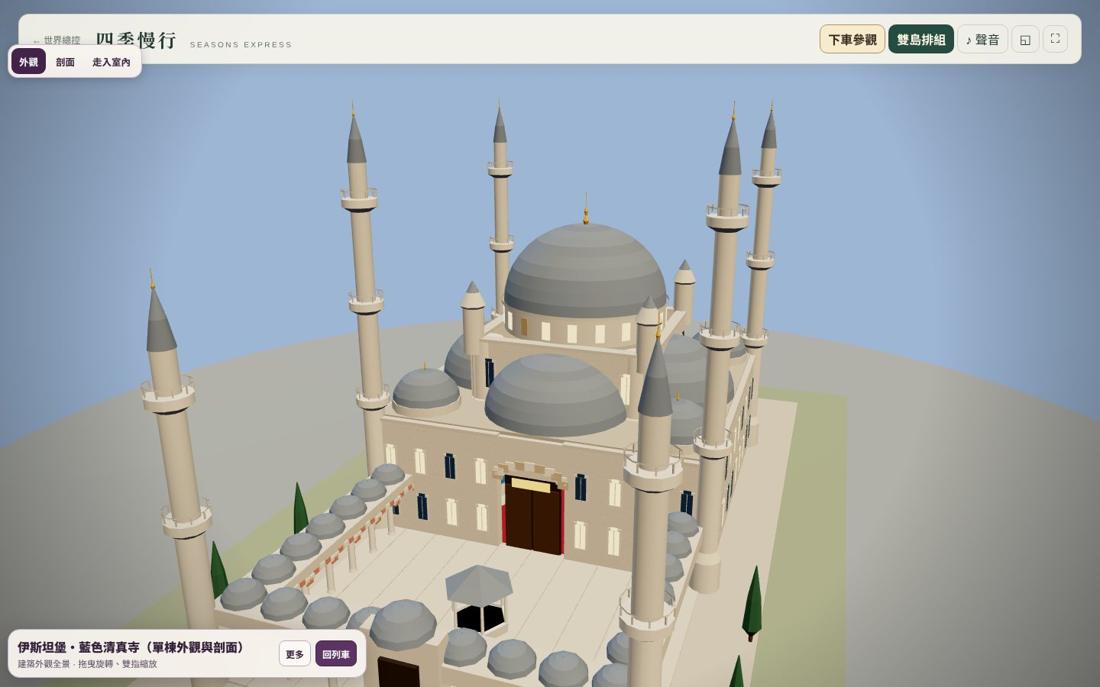 ← 世界總控 四季慢行 SEASONS EXPRESS
下車參觀 雙島排組 ♪ 聲音
外觀 剖面 走入室內
伊斯坦堡・藍色清真寺（單棟外觀與剖面）
建築外觀全景 · 拖曳旋轉、雙指縮放
更多 回列車